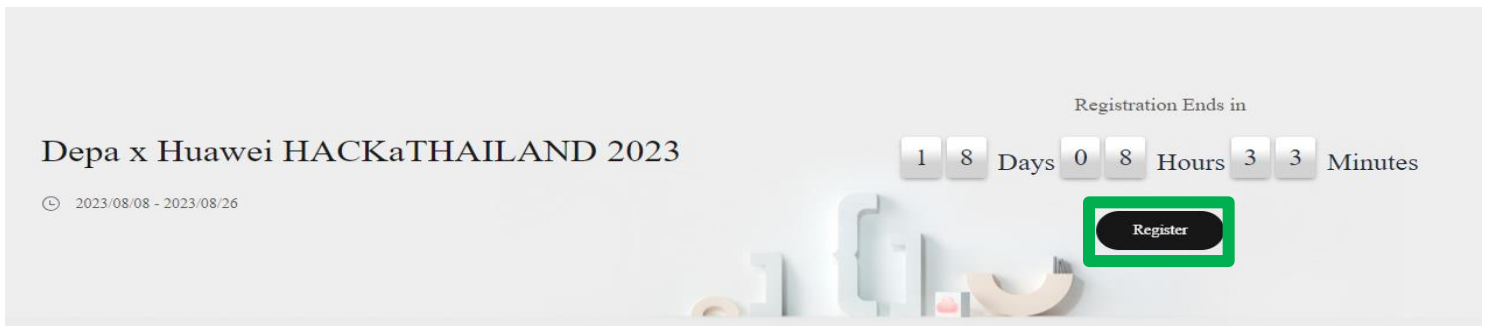 Depa x Huawei HACKaTHAILAND 2023
2023/08/08 - 2023/08/26
Registration Ends in
1 8 Days 0 8 Hours 3 3 Minutes
Register